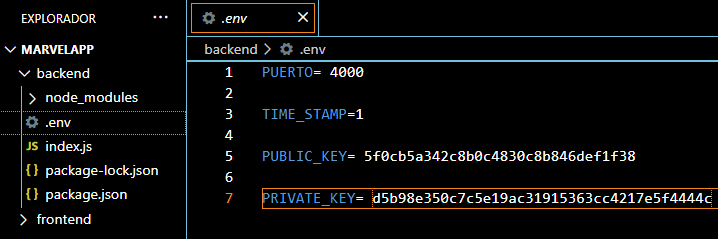 EXPLORADOR
MARVELAPP
backend
node_modules
.env
JS index.js
{ } package-lock.json
{ } package.json
frontend
.env
backend > .env
1 PUERTO= 4000
2
3 TIME_STAMP=1
4
5 PUBLIC_KEY= 5f0cb5a342c8b0c4830c8b846def1f38
6
7 PRIVATE_KEY= d5b98e350c7c5e19ac31915363cc4217e5f4444c